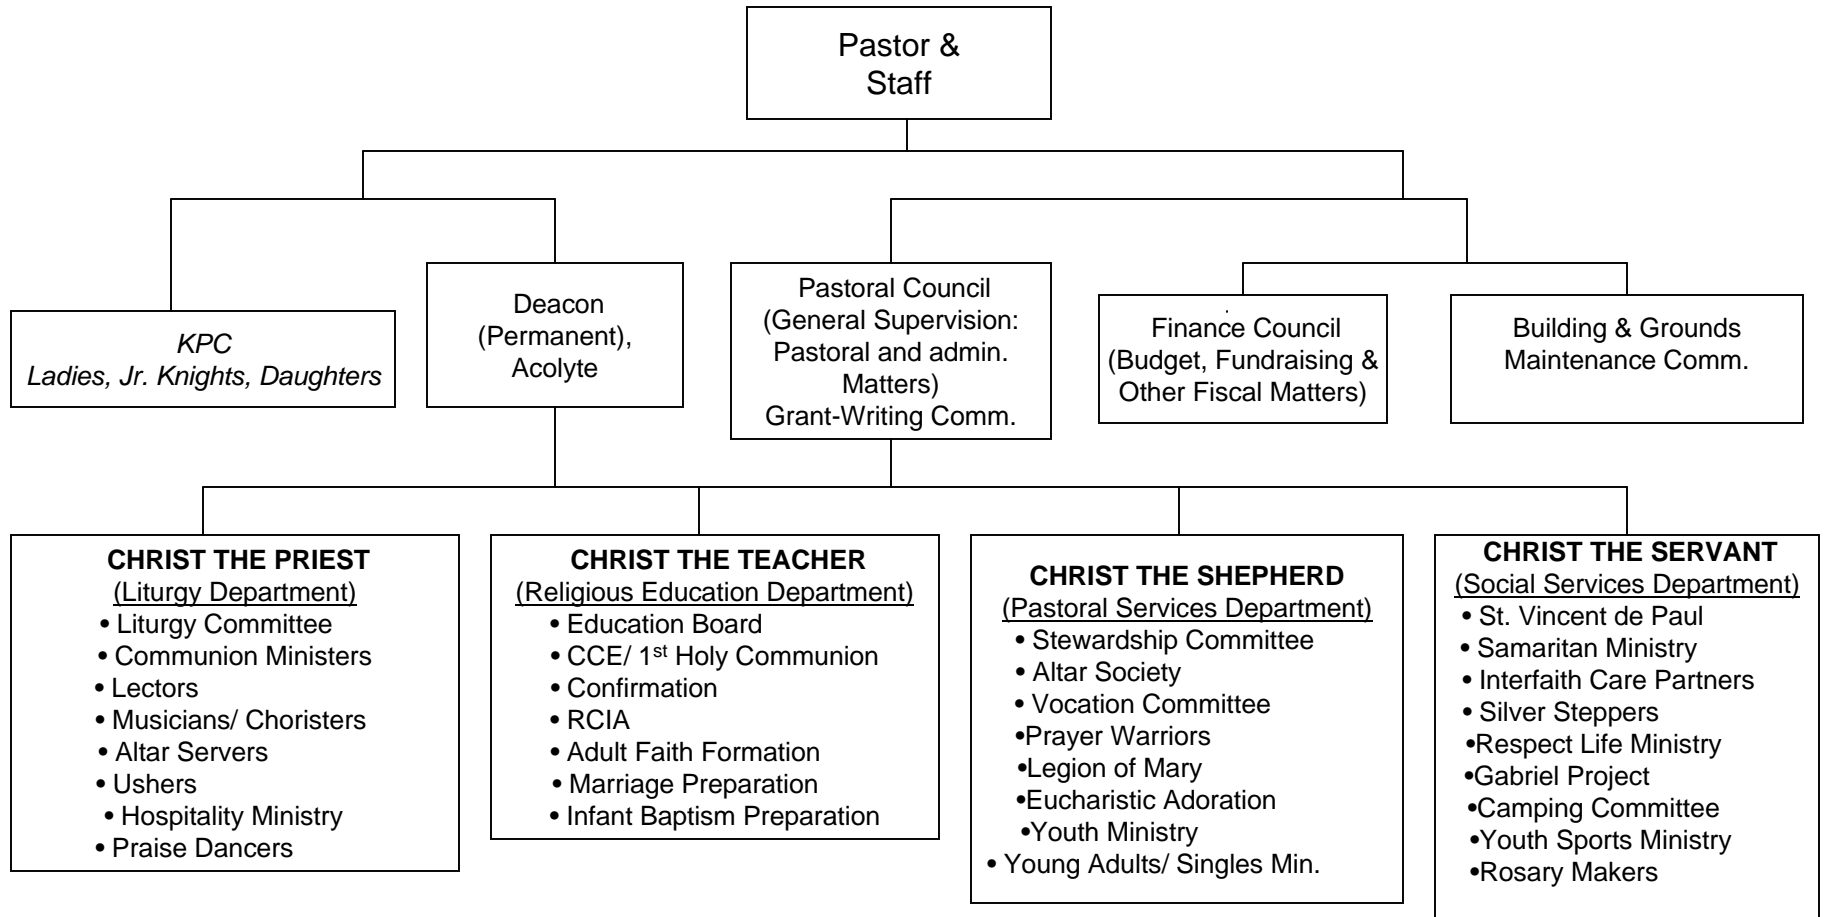 Pastor &
Staff
KPC
Ladies, Jr. Knights, Daughters
Deacon
(Permanent),
Acolyte
Pastoral Council
(General Supervision:
Pastoral and admin.
Matters)
Grant-Writing Comm.
Finance Council
(Budget, Fundraising &
Other Fiscal Matters)
Building & Grounds
Maintenance Comm.
CHRIST THE PRIEST
(Liturgy Department)
• Liturgy Committee
• Communion Ministers
• Lectors
• Musicians/ Choristers
• Altar Servers
• Ushers
• Hospitality Ministry
• Praise Dancers
CHRIST THE TEACHER
(Religious Education Department)
• Education Board
• CCE/ 1st Holy Communion
• Confirmation
• RCIA
• Adult Faith Formation
• Marriage Preparation
• Infant Baptism Preparation
CHRIST THE SHEPHERD
(Pastoral Services Department)
• Stewardship Committee
• Altar Society
• Vocation Committee
•Prayer Warriors
•Legion of Mary
•Eucharistic Adoration
•Youth Ministry
• Young Adults/ Singles Min.
CHRIST THE SERVANT
(Social Services Department)
• St. Vincent de Paul
• Samaritan Ministry
• Interfaith Care Partners
• Silver Steppers
•Respect Life Ministry
•Gabriel Project
•Camping Committee
•Youth Sports Ministry
•Rosary Makers